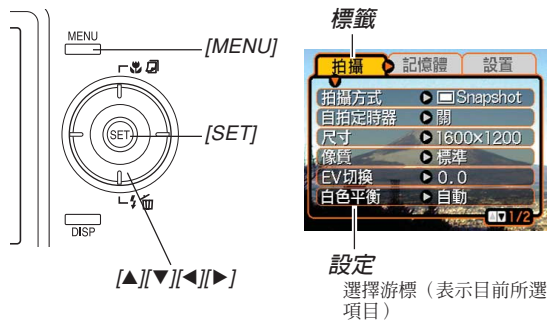 MENU
[MENU]
SET
[SET]
DISP
[▲][▼][◀][▶]
標籤
拍攝 記憶體 設置
拍攝方式 Snapshot
自拍定時器 關
尺寸 1600×1200
像質 標準
EV切換 0.0
白色平衡 自動
1/2
設定
選擇游標（表示目前所選
項目）